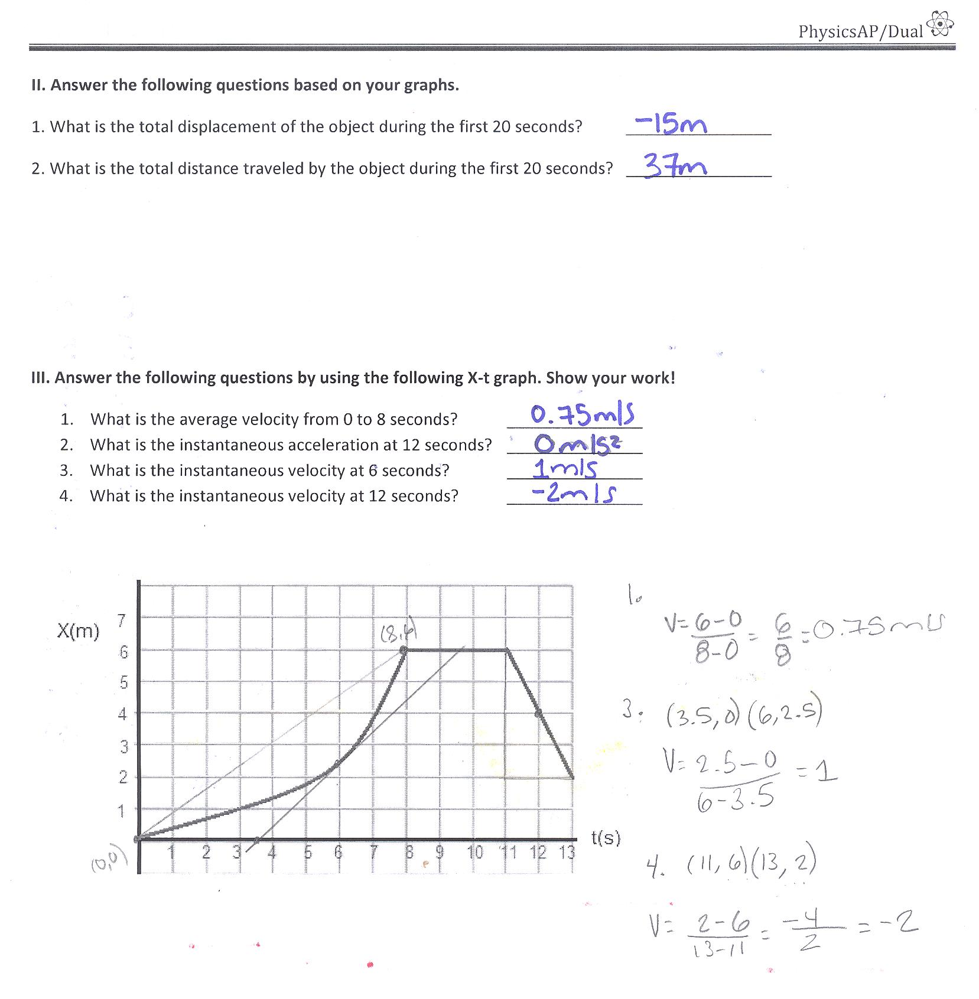 PhysicsAP/Dual
II. Answer the following questions based on your graphs.
1. What is the total displacement of the object during the first 20 seconds? -15m
2. What is the total distance traveled by the object during the first 20 seconds? 37m
III. Answer the following questions by using the following X-t graph. Show your work!
1. What is the average velocity from 0 to 8 seconds? 0.75m/s
2. What is the instantaneous acceleration at 12 seconds? 0m/s2
3. What is the instantaneous velocity at 6 seconds? 1m/s
4. What is the instantaneous velocity at 12 seconds? -2m/s
X(m)
7
6
5
4
3
2
1
(8,6)
(0,0)
1 2 3 4 5 6 7 8 9 10 11 12 13
t(s)
1.
V= 6-0 / 8-0 = 6/8 = 0.75m/s
3. (3.5,0) (6,2.5)
V= 2.5-0 / 6-3.5 = 1
4. (11,6)(13,2)
V= 2-6 / 13-11 = -4/2 = -2